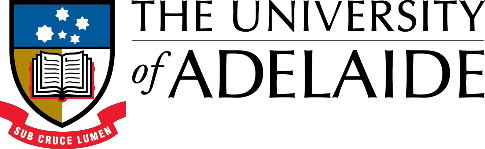 THE UNIVERSITY
of ADELAIDE
SUB CRUCE LUMEN